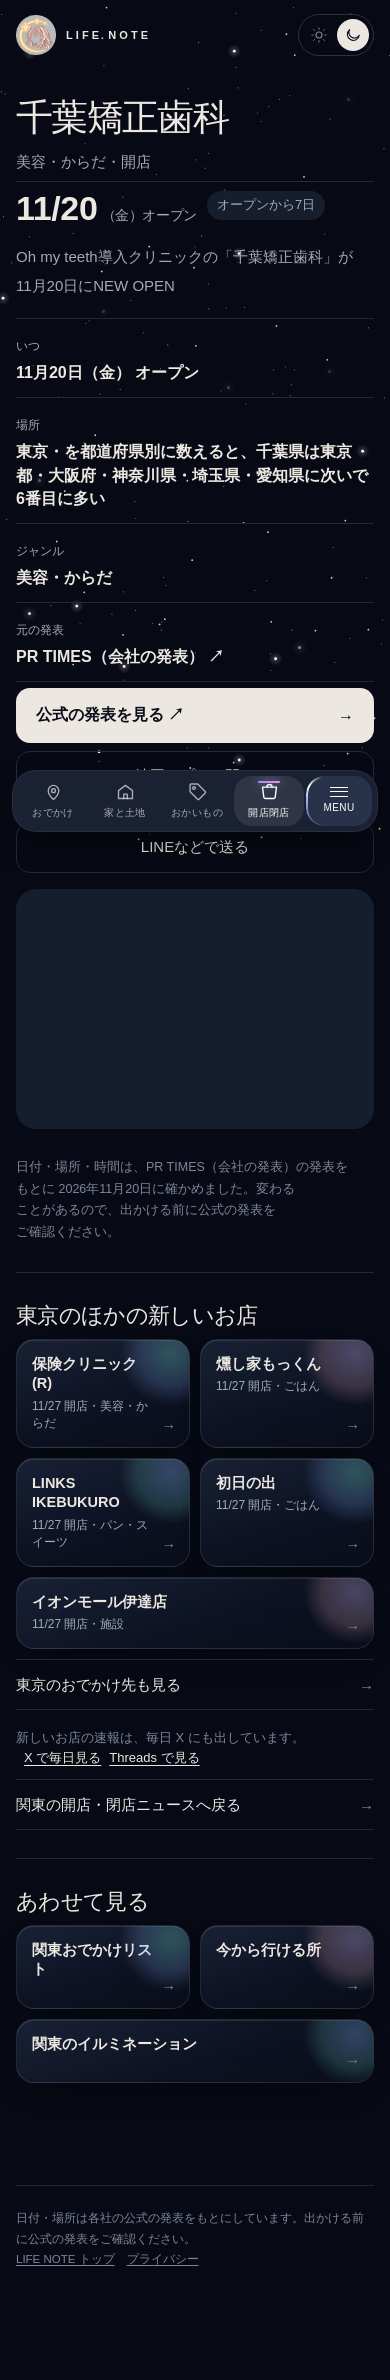 LIFE.NOTE
千葉矯正歯科
美容・からだ・開店
11/20 （金）オープン オープンから7日
Oh my teeth導入クリニックの「千葉矯正歯科」が
11月20日にNEW OPEN
いつ
11月20日（金） オープン
場所
東京・を都道府県別に数えると、千葉県は東京
都・大阪府・神奈川県・埼玉県・愛知県に次いで
6番目に多い
ジャンル
美容・からだ
元の発表
PR TIMES（会社の発表） ↗
公式の発表を見る ↗ →
おでかけ
家と土地
おかいもの
開店閉店
MENU
LINEなどで送る
日付・場所・時間は、PR TIMES（会社の発表）の発表を
もとに 2026年11月20日に確かめました。変わる
ことがあるので、出かける前に公式の発表を
ご確認ください。
東京のほかの新しいお店
保険クリニック
(R)
11/27 開店・美容・か
らだ →
燻し家もっくん
11/27 開店・ごはん
→
LINKS
IKEBUKURO
11/27 開店・パン・ス
イーツ →
初日の出
11/27 開店・ごはん
→
イオンモール伊達店
11/27 開店・施設 →
東京のおでかけ先も見る →
新しいお店の速報は、毎日 X にも出しています。
X で毎日見る Threads で見る
関東の開店・閉店ニュースへ戻る →
あわせて見る
関東おでかけリス
ト →
今から行ける所
→
関東のイルミネーション
→
日付・場所は各社の公式の発表をもとにしています。出かける前
に公式の発表をご確認ください。
LIFE NOTE トップ プライバシー